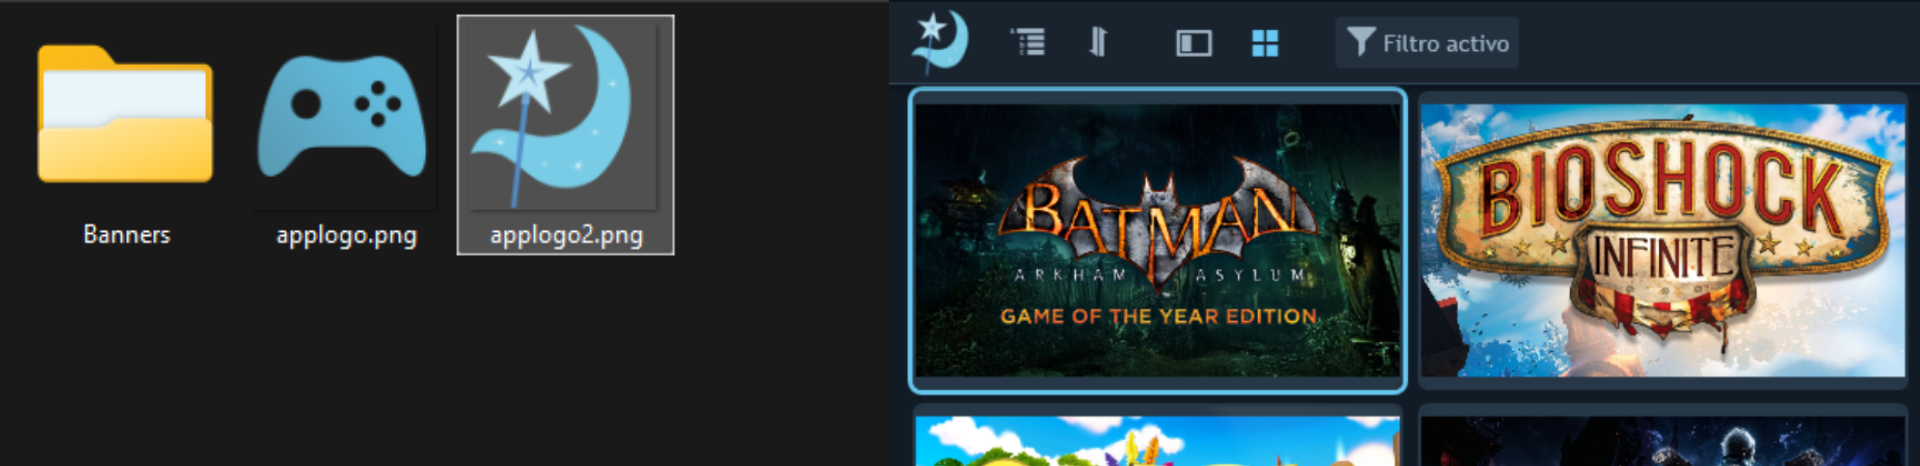 Banners
applogo.png
applogo2.png
Filtro activo
BATMAN
ARKHAM ASYLUM
GAME OF THE YEAR EDITION
BIOSHOCK
INFINITE